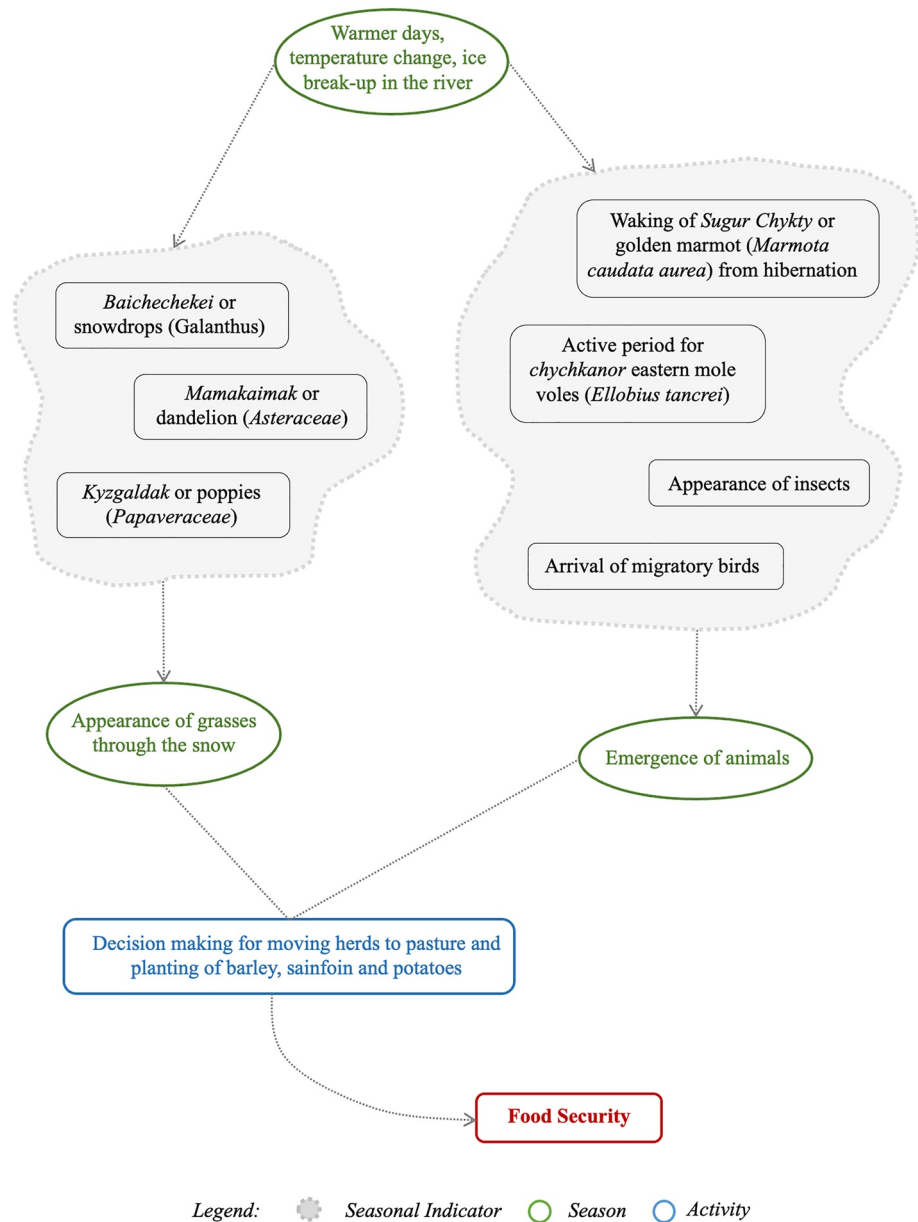 Warmer days,
temperature change, ice
break-up in the river
Baichechekei or
snowdrops (Galanthus)
Mamakaimak or
dandelion (Asteraceae)
Kyzgaldak or poppies
(Papaveraceae)
Waking of Sugur Chykty or
golden marmot (Marmota
caudata aurea) from hibernation
Active period for
chychkanor eastern mole
voles (Ellobius tancrei)
Appearance of insects
Arrival of migratory birds
Appearance of grasses
through the snow
Emergence of animals
Decision making for moving herds to pasture and
planting of barley, sainfoin and potatoes
Food Security
Legend: Seasonal Indicator Season Activity